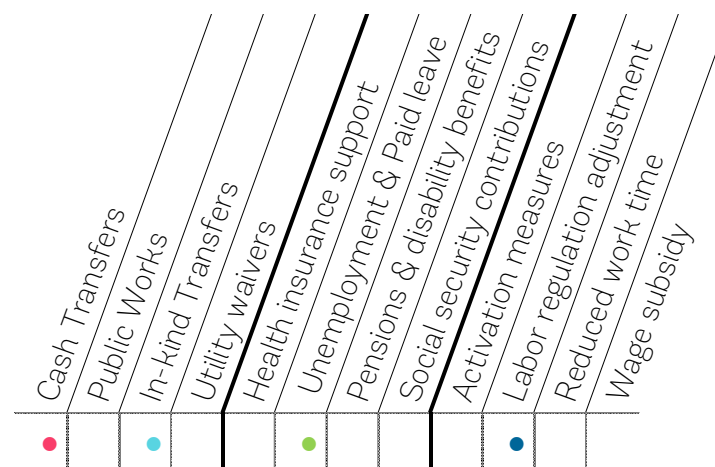 Cash Transfers
Public Works
In-kind Transfers
Utility waivers
Health insurance support
Unemployment & Paid leave
Pensions & disability benefits
Social security contributions
Activation measures
Labor regulation adjustment
Reduced work time
Wage subsidy